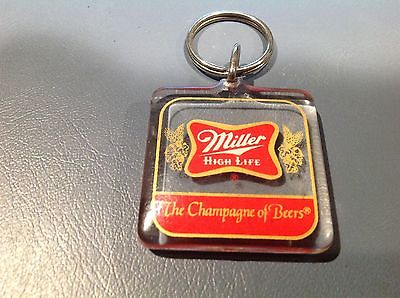 Miller
HIGH LIFE
®
The Champagne of Beers®